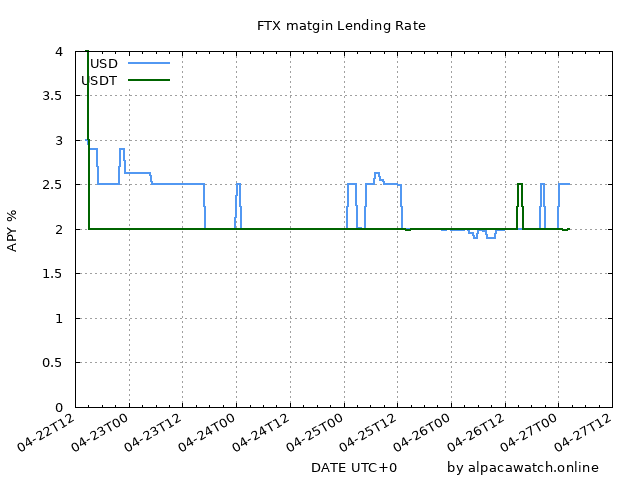 FTX matgin Lending Rate
USD
USDT
4
3.5
3
2.5
2
1.5
1
0.5
0
APY %
04-22T12
04-23T00
04-23T12
04-24T00
04-24T12
04-25T00
04-25T12
04-26T00
04-26T12
04-27T00
04-27T12
DATE UTC+0
by alpacawatch.online